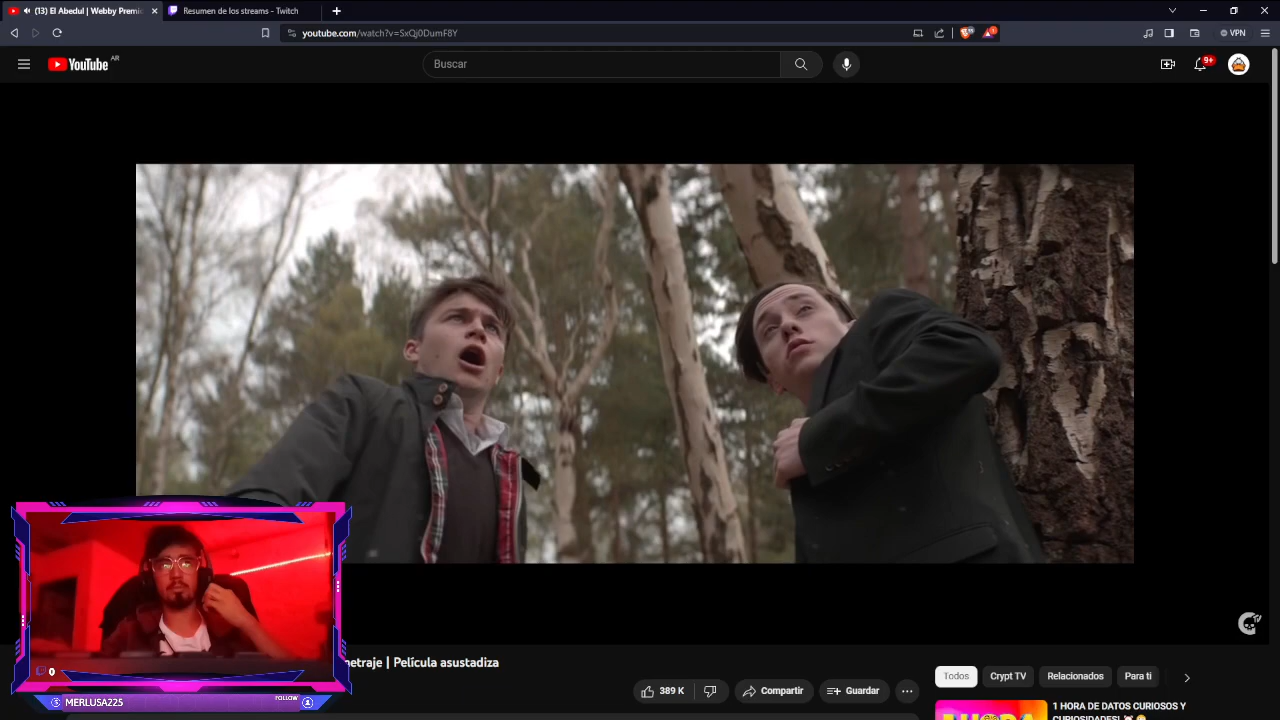 (13) El Abedul | Webby Premi
Resumen de los streams - Twitch
youtube.com/watch?v=SxQj0DumF8Y
VPN
YouTube AR
Buscar
9+
etraje | Película asustadiza
389 K
Compartir
Guardar
Todos
Crypt TV
Relacionados
Para ti
1 HORA DE DATOS CURIOSOS Y
CURIOSIDADES!
0
MERLUSA225
FOLLOW